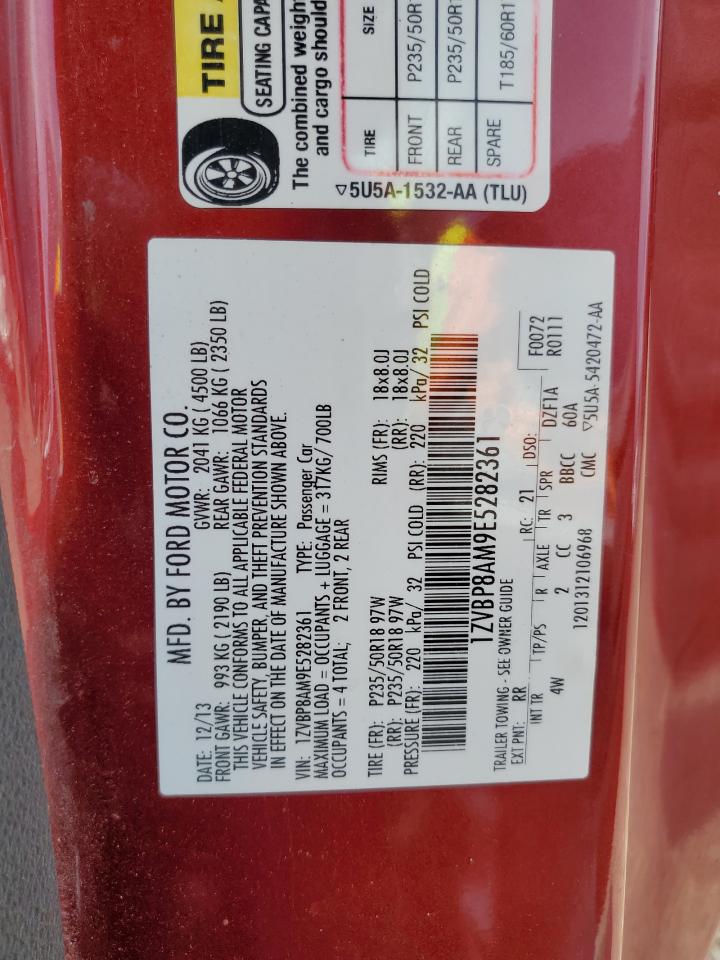 MFD. BY FORD MOTOR CO.
DATE: 12/13 GVWR: 2041 KG ( 4500 LB)
FRONT GAWR: 993 KG ( 2190 LB) REAR GAWR: 1066 KG ( 2350 LB)
THIS VEHICLE CONFORMS TO ALL APPLICABLE FEDERAL MOTOR
VEHICLE SAFETY, BUMPER, AND THEFT PREVENTION STANDARDS
IN EFFECT ON THE DATE OF MANUFACTURE SHOWN ABOVE.
VIN: 1ZVBP8AM9E5282361 TYPE: Passenger Car
MAXIMUM LOAD = OCCUPANTS + LUGGAGE = 317KG/ 700LB
OCCUPANTS = 4 TOTAL; 2 FRONT, 2 REAR
TIRE (FR): P235/50R18 97W RIMS (FR): 18x8.0J
(RR): P235/50R18 97W (RR): 18x8.0J
PRESSURE (FR): 220 kPa/ 32 PSI COLD (RR): 220 kPa/ 32 PSI COLD
1ZVBP8AM9E5282361
TRAILER TOWING - SEE OWNER GUIDE
EXT PNT: RR RC: 21 DSO: F0072
INT TR TP/PS R AXLE TR SPR R0111
4W 2 CC 3 BBCC DZF1A
60A
1201312106968 CMC ▽5U5A-5420472-AA
TIRE
SEATING CAPA
The combined weigh
and cargo should
TIRE SIZE
FRONT P235/50R1
REAR P235/50R1
SPARE T185/60R1
▽5U5A-1532-AA (TLU)